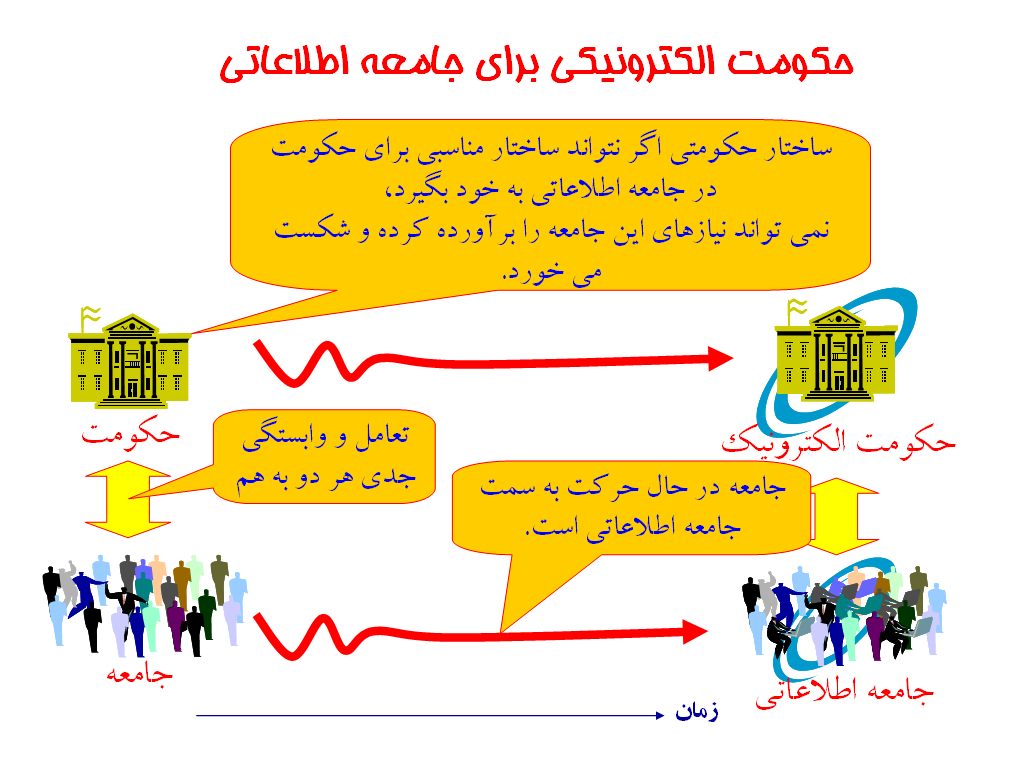 حکومت الکترونیکی برای جامعه اطلاعاتی
ساختار حکومتی اگر نتواند ساختار مناسبی برای حکومت
در جامعه اطلاعاتی به خود بگیرد،
نمی تواند نیازهای این جامعه را برآورده کرده و شکست
می خورد.
حکومت
حکومت الکترونیک
تعامل و وابستگی
جدی هر دو به هم
جامعه در حال حرکت به سمت
جامعه اطلاعاتی است.
جامعه
جامعه اطلاعاتی
زمان